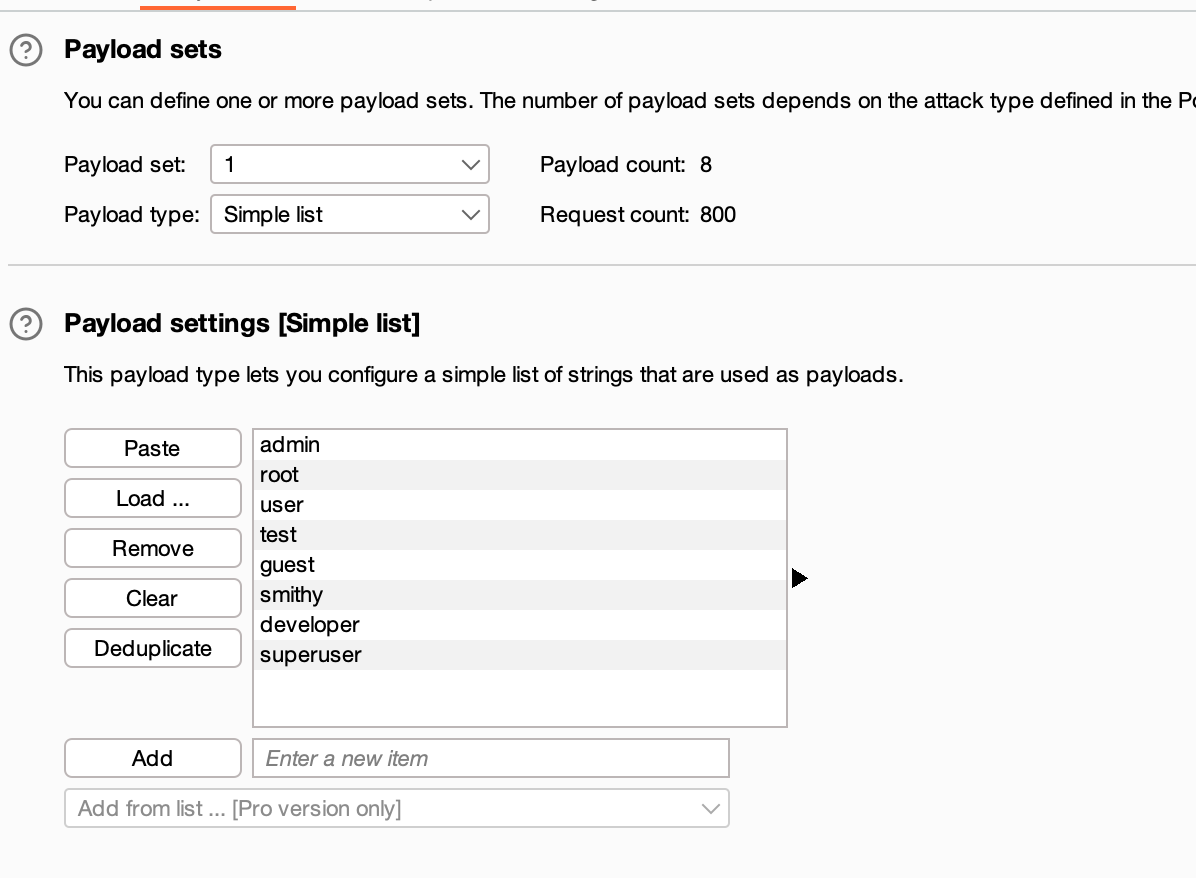 Payload sets
You can define one or more payload sets. The number of payload sets depends on the attack type defined in the
Payload set: 1 Payload count: 8
Payload type: Simple list Request count: 800
Payload settings [Simple list]
This payload type lets you configure a simple list of strings that are used as payloads.
Paste
Load ...
Remove
Clear
Deduplicate
admin
root
user
test
guest
smithy
developer
superuser
Add Enter a new item
Add from list ... [Pro version only]